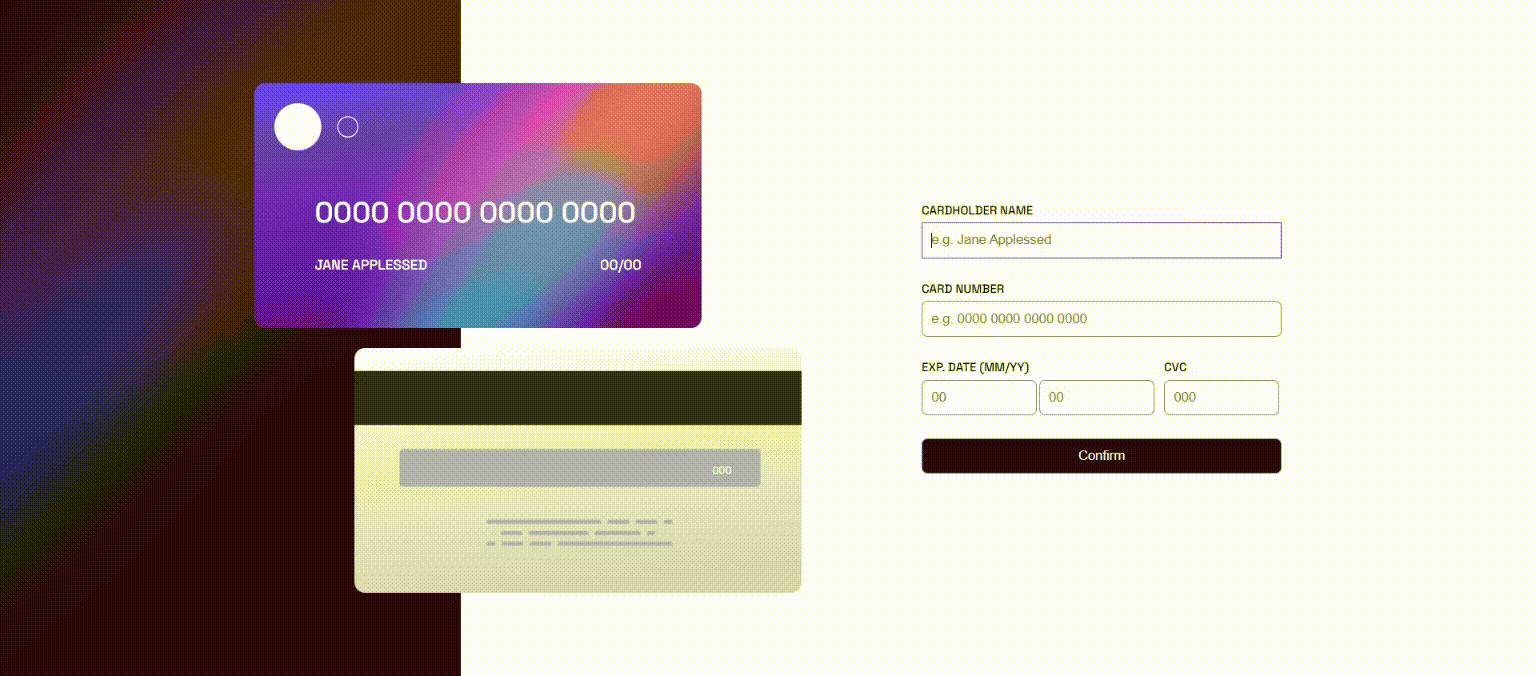 0000 0000 0000 0000
JANE APPLESSED 00/00
000
CARDHOLDER NAME
e.g. Jane Applessed
CARD NUMBER
e.g. 0000 0000 0000 0000
EXP. DATE (MM/YY) CVC
00 00 000
Confirm